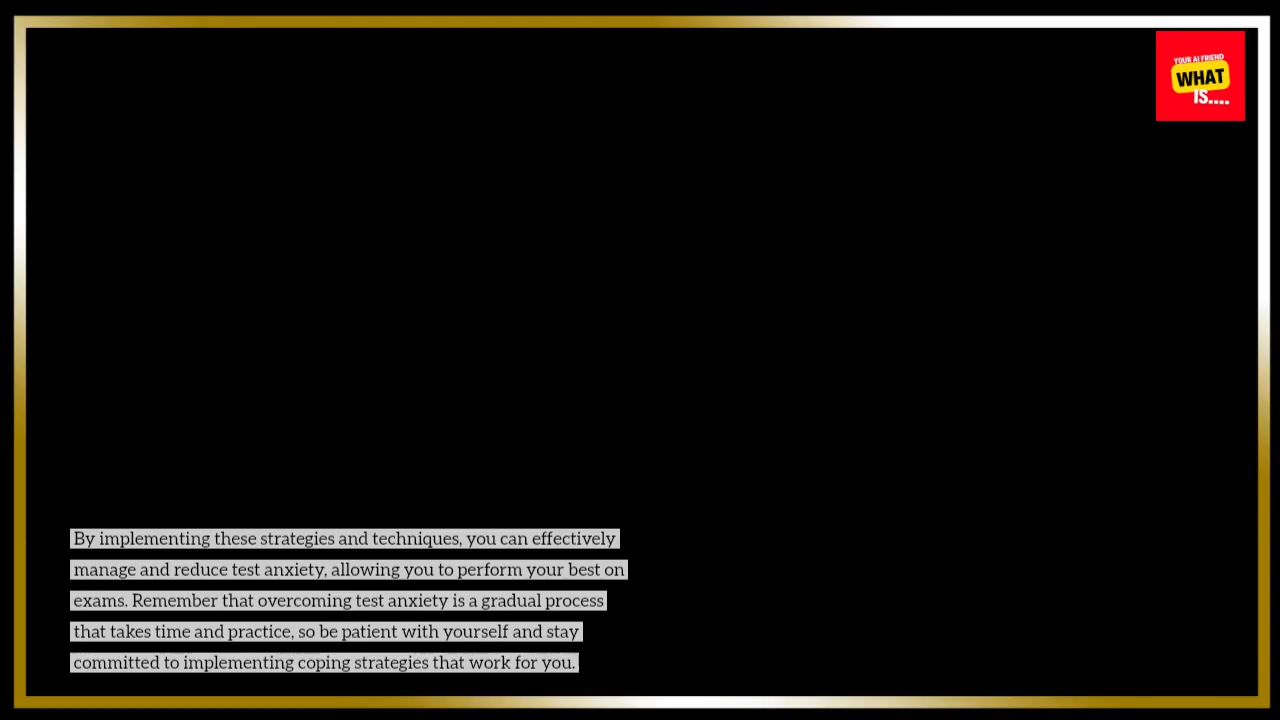 YOUR AI FRIEND
WHAT
IS....
By implementing these strategies and techniques, you can effectively
manage and reduce test anxiety, allowing you to perform your best on
exams. Remember that overcoming test anxiety is a gradual process
that takes time and practice, so be patient with yourself and stay
committed to implementing coping strategies that work for you.